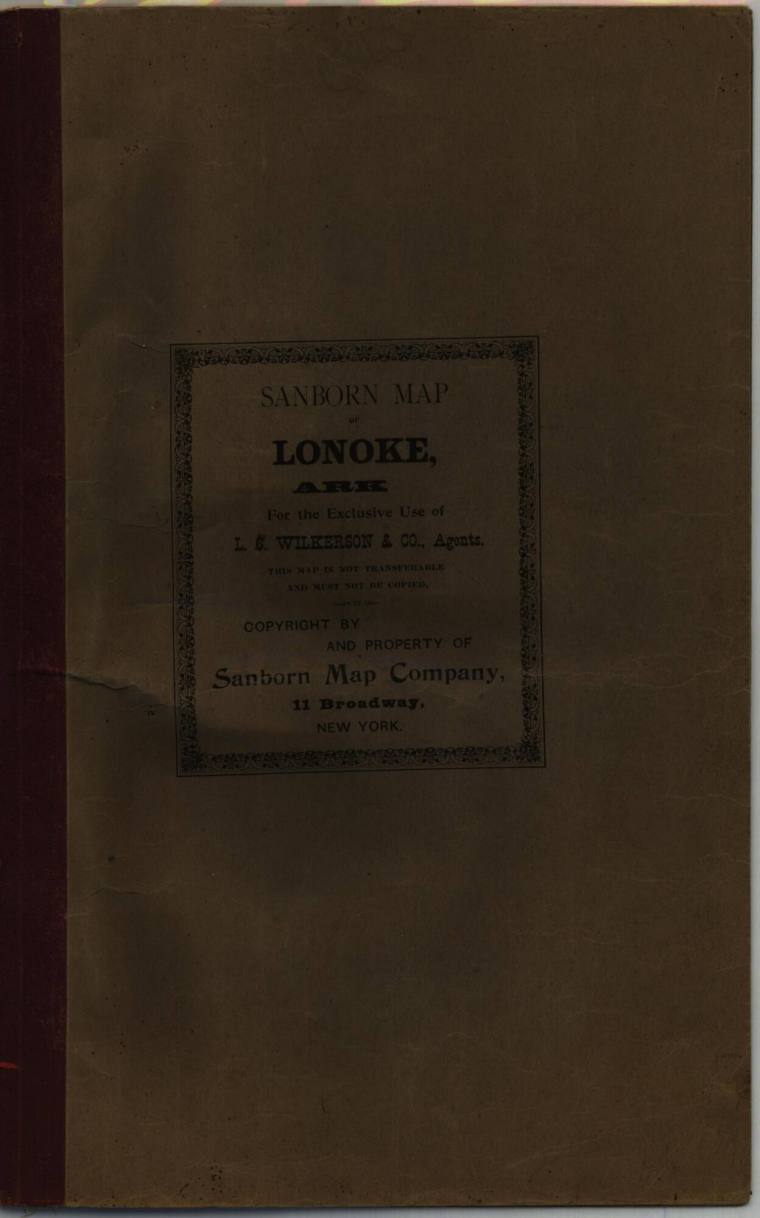 SANBORN MAP
OF
LONOKE,
ARK
For the Exclusive Use of
L. S. WILKERSON & CO., Agents.
THIS MAP IS NOT TRANSFERABLE
AND MUST NOT BE COPIED.
COPYRIGHT BY
AND PROPERTY OF
Sanborn Map Company,
11 Broadway,
NEW YORK.